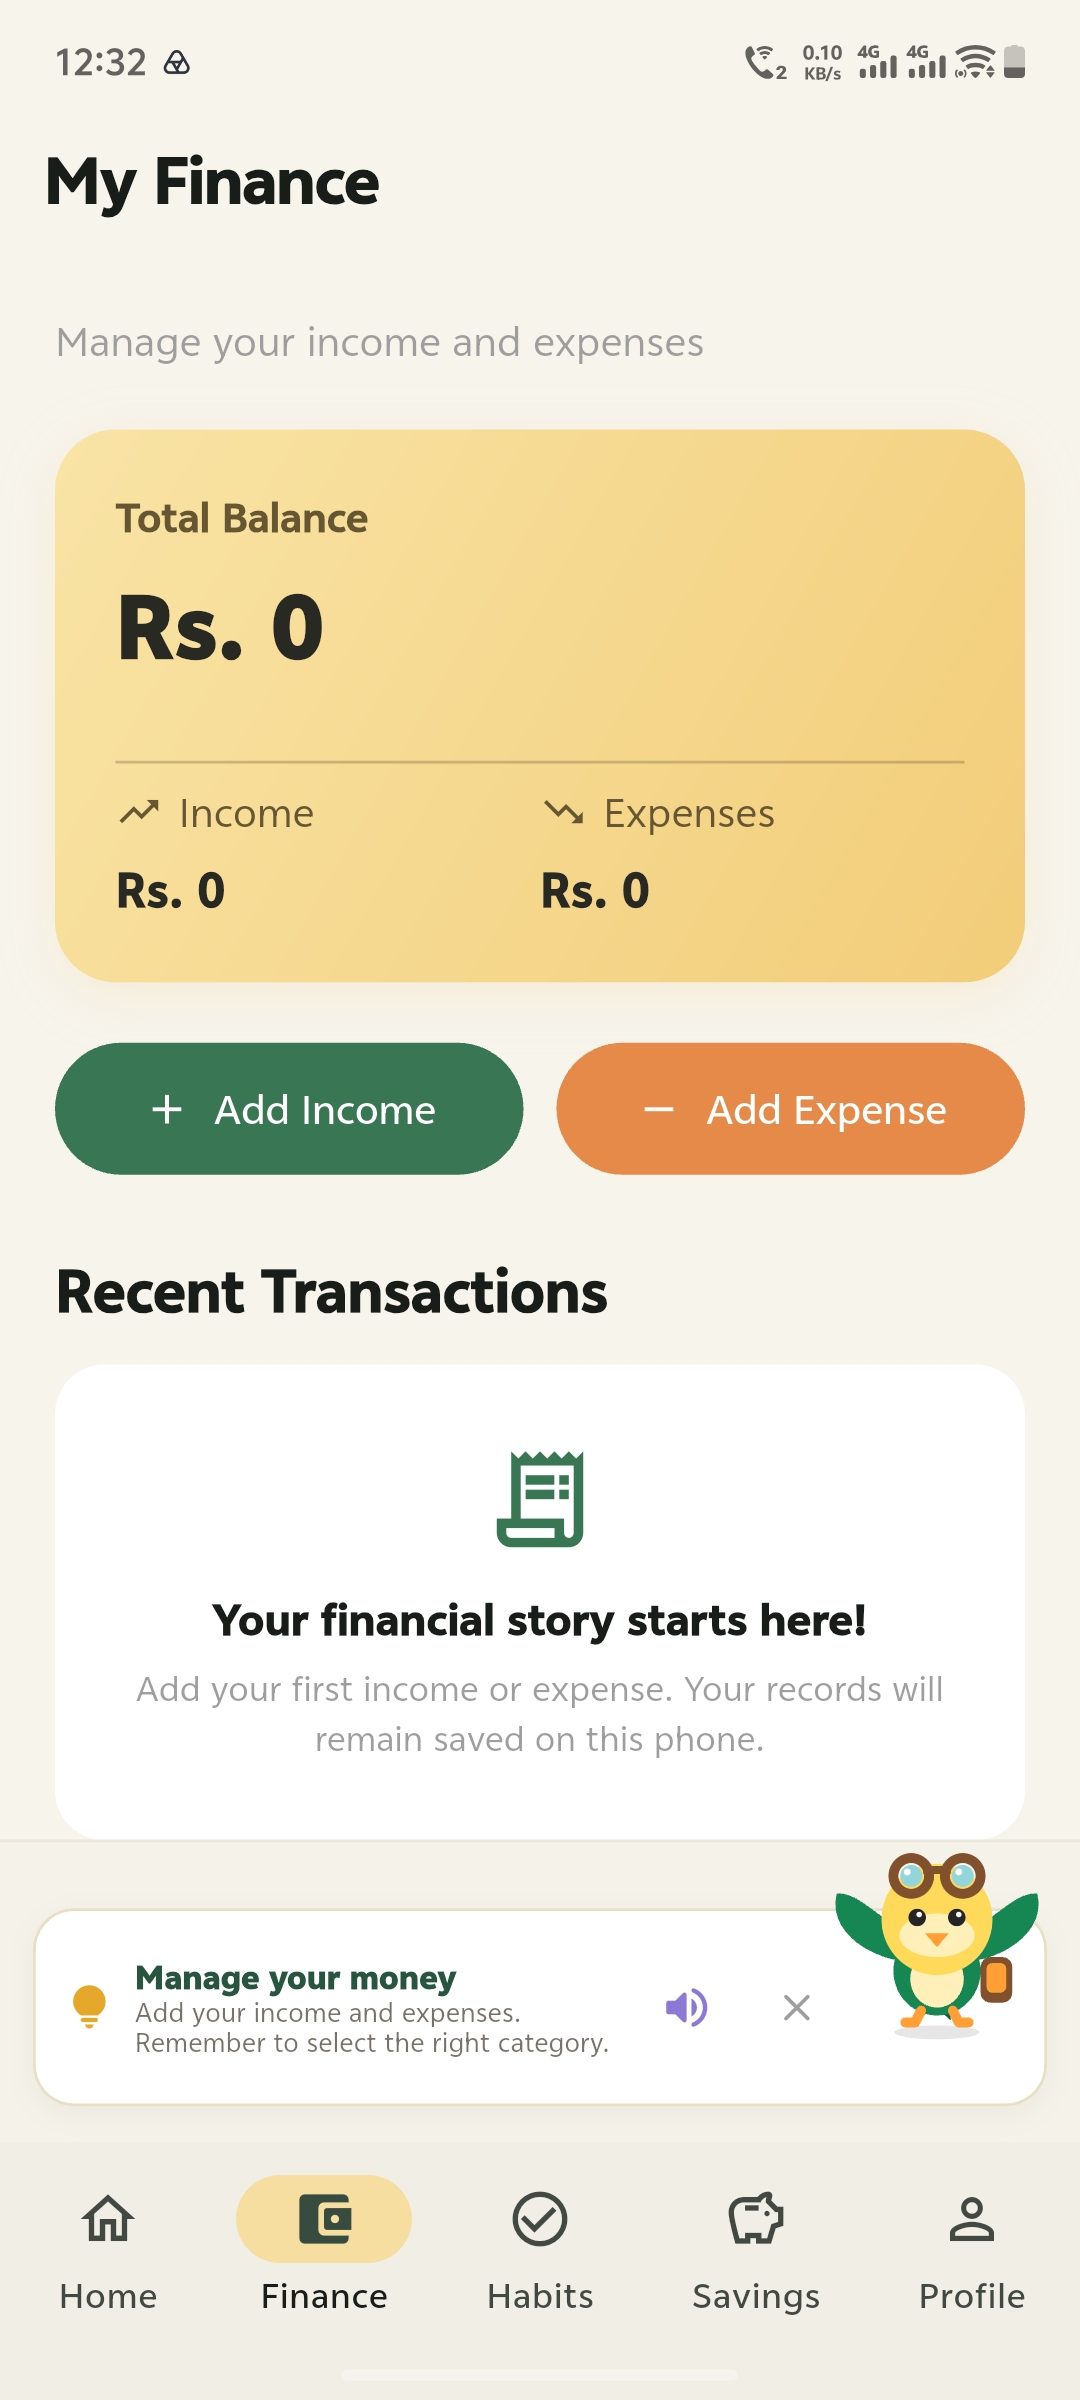 12:32
2
0.10
KB/s
4G
4G
My Finance
Manage your income and expenses
Total Balance
Rs. 0
Income
Expenses
Rs. 0
Rs. 0
+ Add Income
− Add Expense
Recent Transactions
Your financial story starts here!
Add your first income or expense. Your records will
remain saved on this phone.
Manage your money
Add your income and expenses.
Remember to select the right category.
Home
Finance
Habits
Savings
Profile